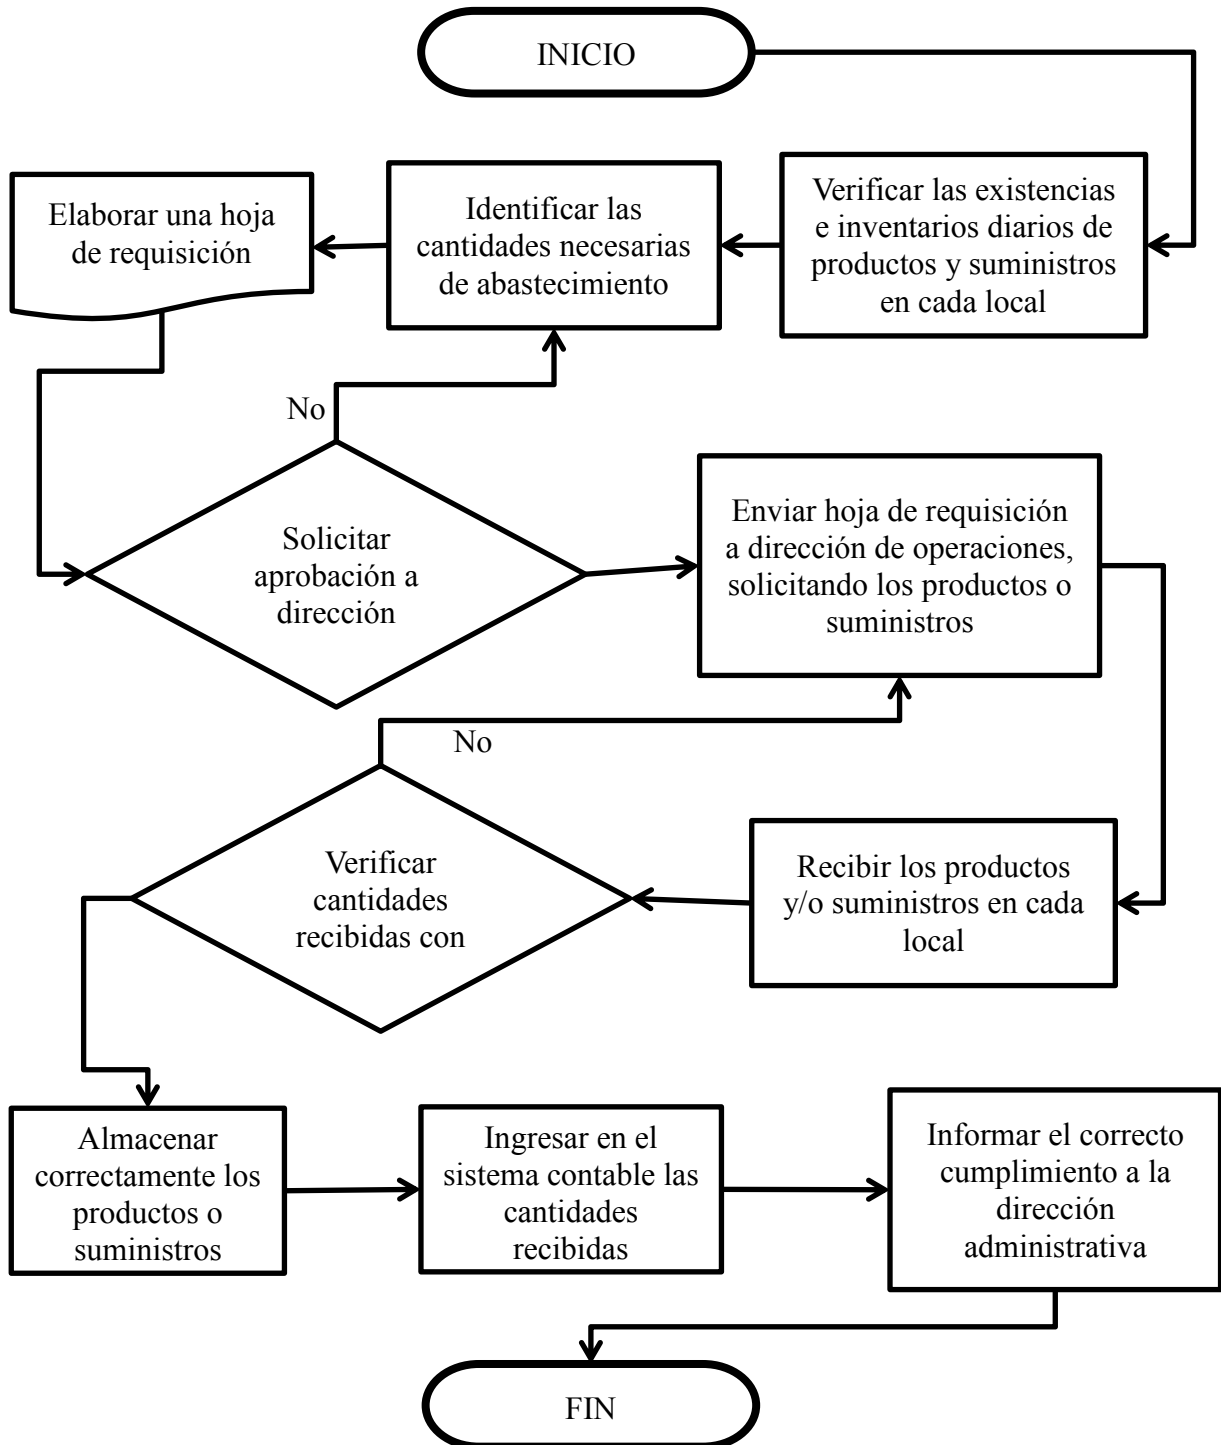 INICIO
Verificar las existencias
e inventarios diarios de
productos y suministros
en cada local
Identificar las
cantidades necesarias
de abastecimiento
Elaborar una hoja
de requisición
No
Solicitar
aprobación a
dirección
Enviar hoja de requisición
a dirección de operaciones,
solicitando los productos o
suministros
No
Recibir los productos
y/o suministros en cada
local
Verificar
cantidades
recibidas con
Almacenar
correctamente los
productos o
suministros
Ingresar en el
sistema contable las
cantidades
recibidas
Informar el correcto
cumplimiento a la
dirección
administrativa
FIN